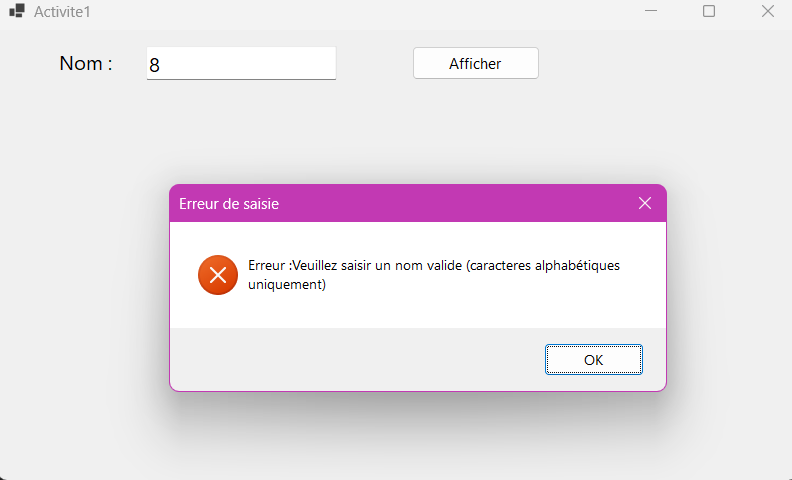 Activite1
Nom :
8
Afficher
Erreur de saisie
Erreur :Veuillez saisir un nom valide (caracteres alphabétiques
uniquement)
OK